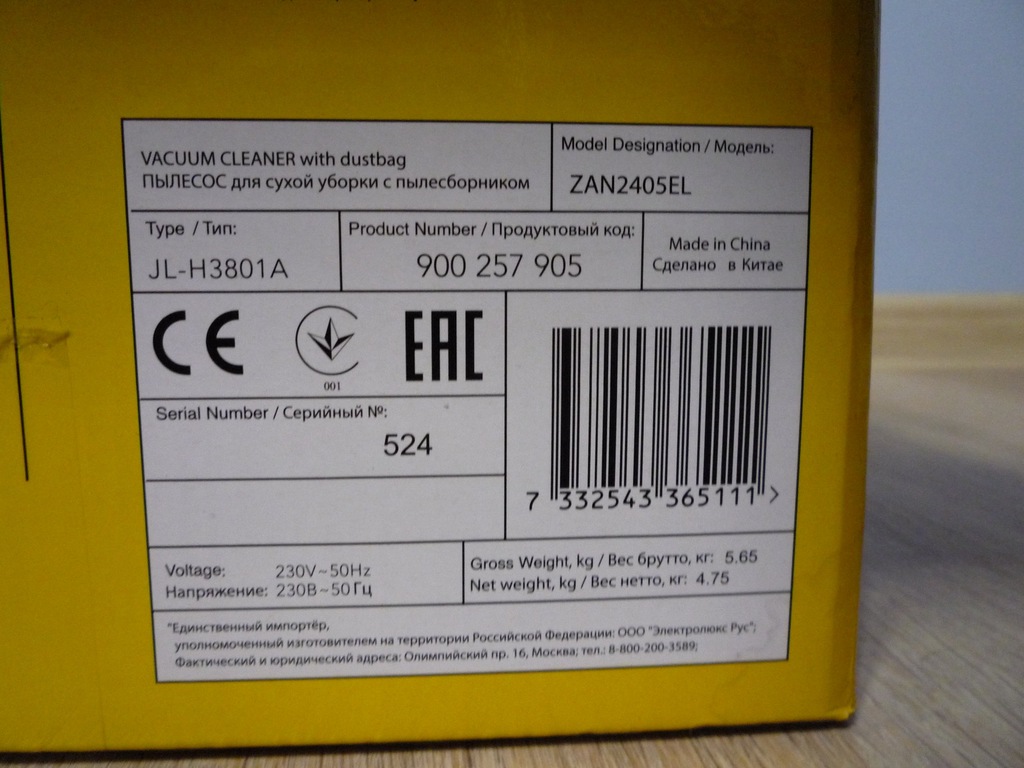 VACUUM CLEANER with dustbag
ПЫЛЕСОС для сухой уборки с пылесборником
Model Designation / Модель:
ZAN2405EL
Type / Тип:
JL-H3801A
Product Number / Продуктовый код:
900 257 905
Made in China
Сделано в Китае
CE
001
EAC
Serial Number / Серийный №:
524
7 332543 365111 >
Voltage: 230V~50Hz
Напряжение: 230В~50Гц
Gross Weight, kg / Вес брутто, кг: 5.65
Net weight, kg / Вес нетто, кг: 4.75
"Единственный импортёр,
уполномоченный изготовителем на территории Российской Федерации: ООО "Электролюкс Рус";
Фактический и юридический адреса: Олимпийский пр. 16, Москва; тел.: 8-800-200-3589;